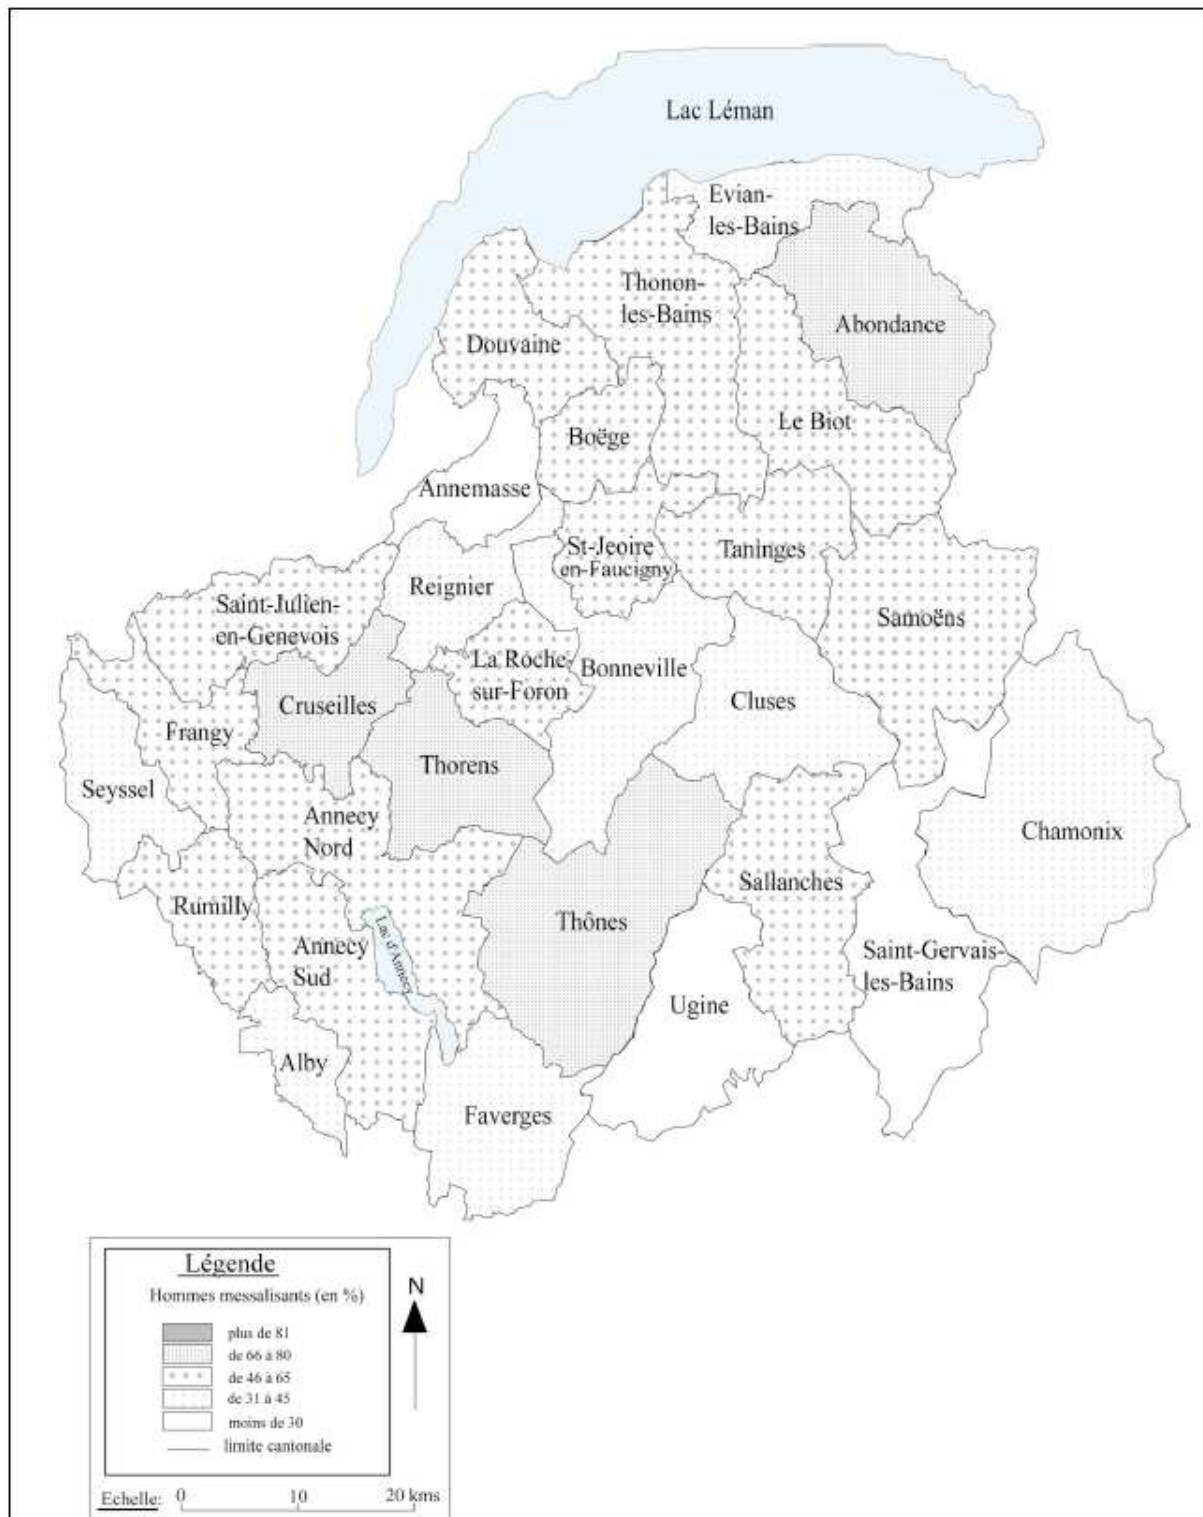 Lac Léman
Evian-
les-Bains
Thonon-
les-Bains
Abondance
Douvaine
Le Biot
Boëge
Annemasse
St-Jeoire
en-Faucigny
Taninges
Reignier
Saint-Julien-
en-Genevois
Samoëns
La Roche-
sur-Foron
Bonneville
Cruseilles
Cluses
Frangy
Thorens
Seyssel
Annecy
Nord
Chamonix
Sallanches
Rumilly
Thônes
Lac d'Annecy
Annecy
Sud
Saint-Gervais-
les-Bains
Ugine
Alby
Faverges
Légende
Hommes messalisants (en %)
plus de 81
de 66 à 80
de 46 à 65
de 31 à 45
moins de 30
limite cantonale
N
Echelle: 0 10 20 kms